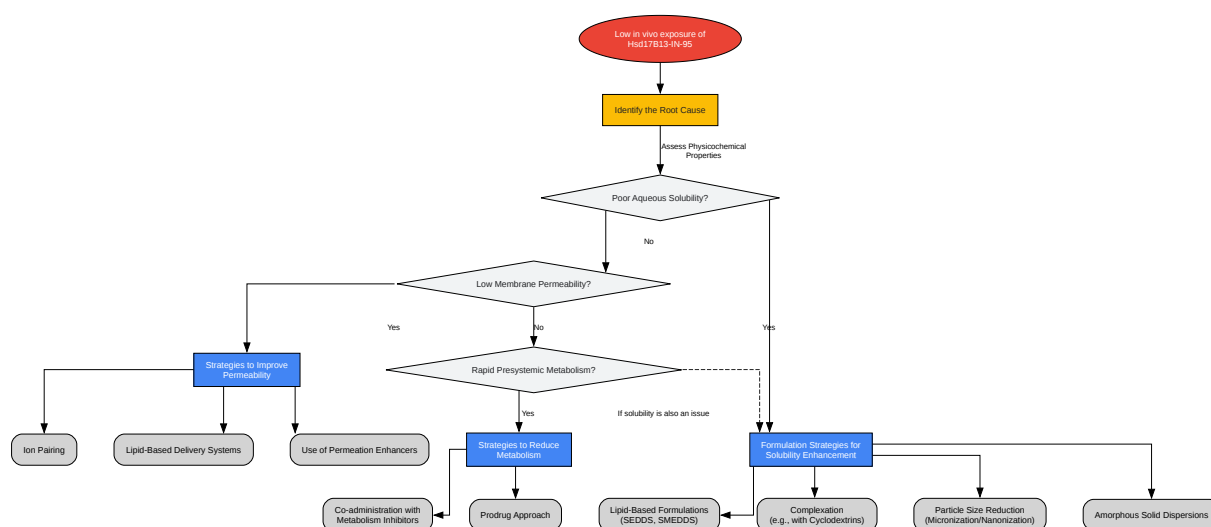 Low in vivo exposure of
Hsd17B13-IN-95
Identify the Root Cause
Assess Physicochemical
Properties
Poor Aqueous Solubility?
No
Low Membrane Permeability?
Yes
No
Yes
Strategies to Improve
Permeability
Rapid Presystemic Metabolism?
Yes
If solubility is also an issue
Ion Pairing
Lipid-Based Delivery Systems
Use of Permeation Enhancers
Strategies to Reduce
Metabolism
Formulation Strategies for
Solubility Enhancement
Co-administration with
Metabolism Inhibitors
Prodrug Approach
Lipid-Based Formulations
(SEDDS, SMEDDS)
Complexation
(e.g., with Cyclodextrins)
Particle Size Reduction
(Micronization/Nanonization)
Amorphous Solid Dispersions